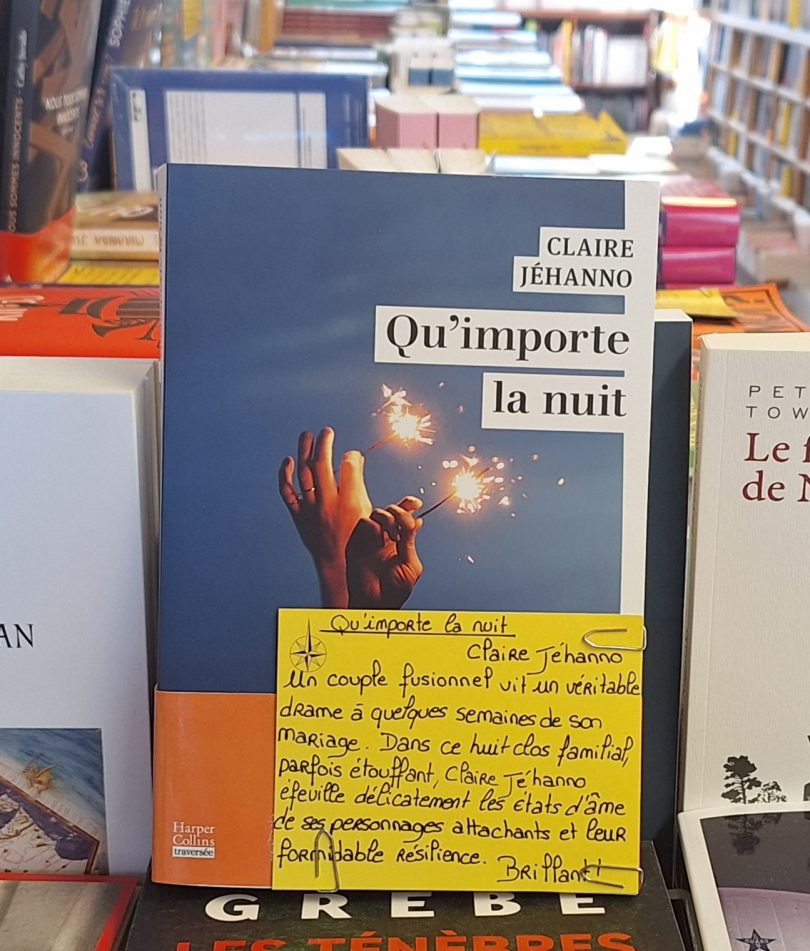 CLAIRE
JÉHANNO
Qu'importe
la nuit
Qu'importe la nuit
Claire Jéhanno
Un couple fusionnel vit un véritable
drame à quelques semaines de son
mariage. Dans ce huit clos familial,
parfois étouffant, Claire Jéhanno
éfeuille délicatement les états d'âme
de ses personnages attachants et leur
formidable résilience.
Brillant!
Harper
Collins
traversée
GREBE
LES TÉNÈBRES
AN
PET
TOW
Le f
de N